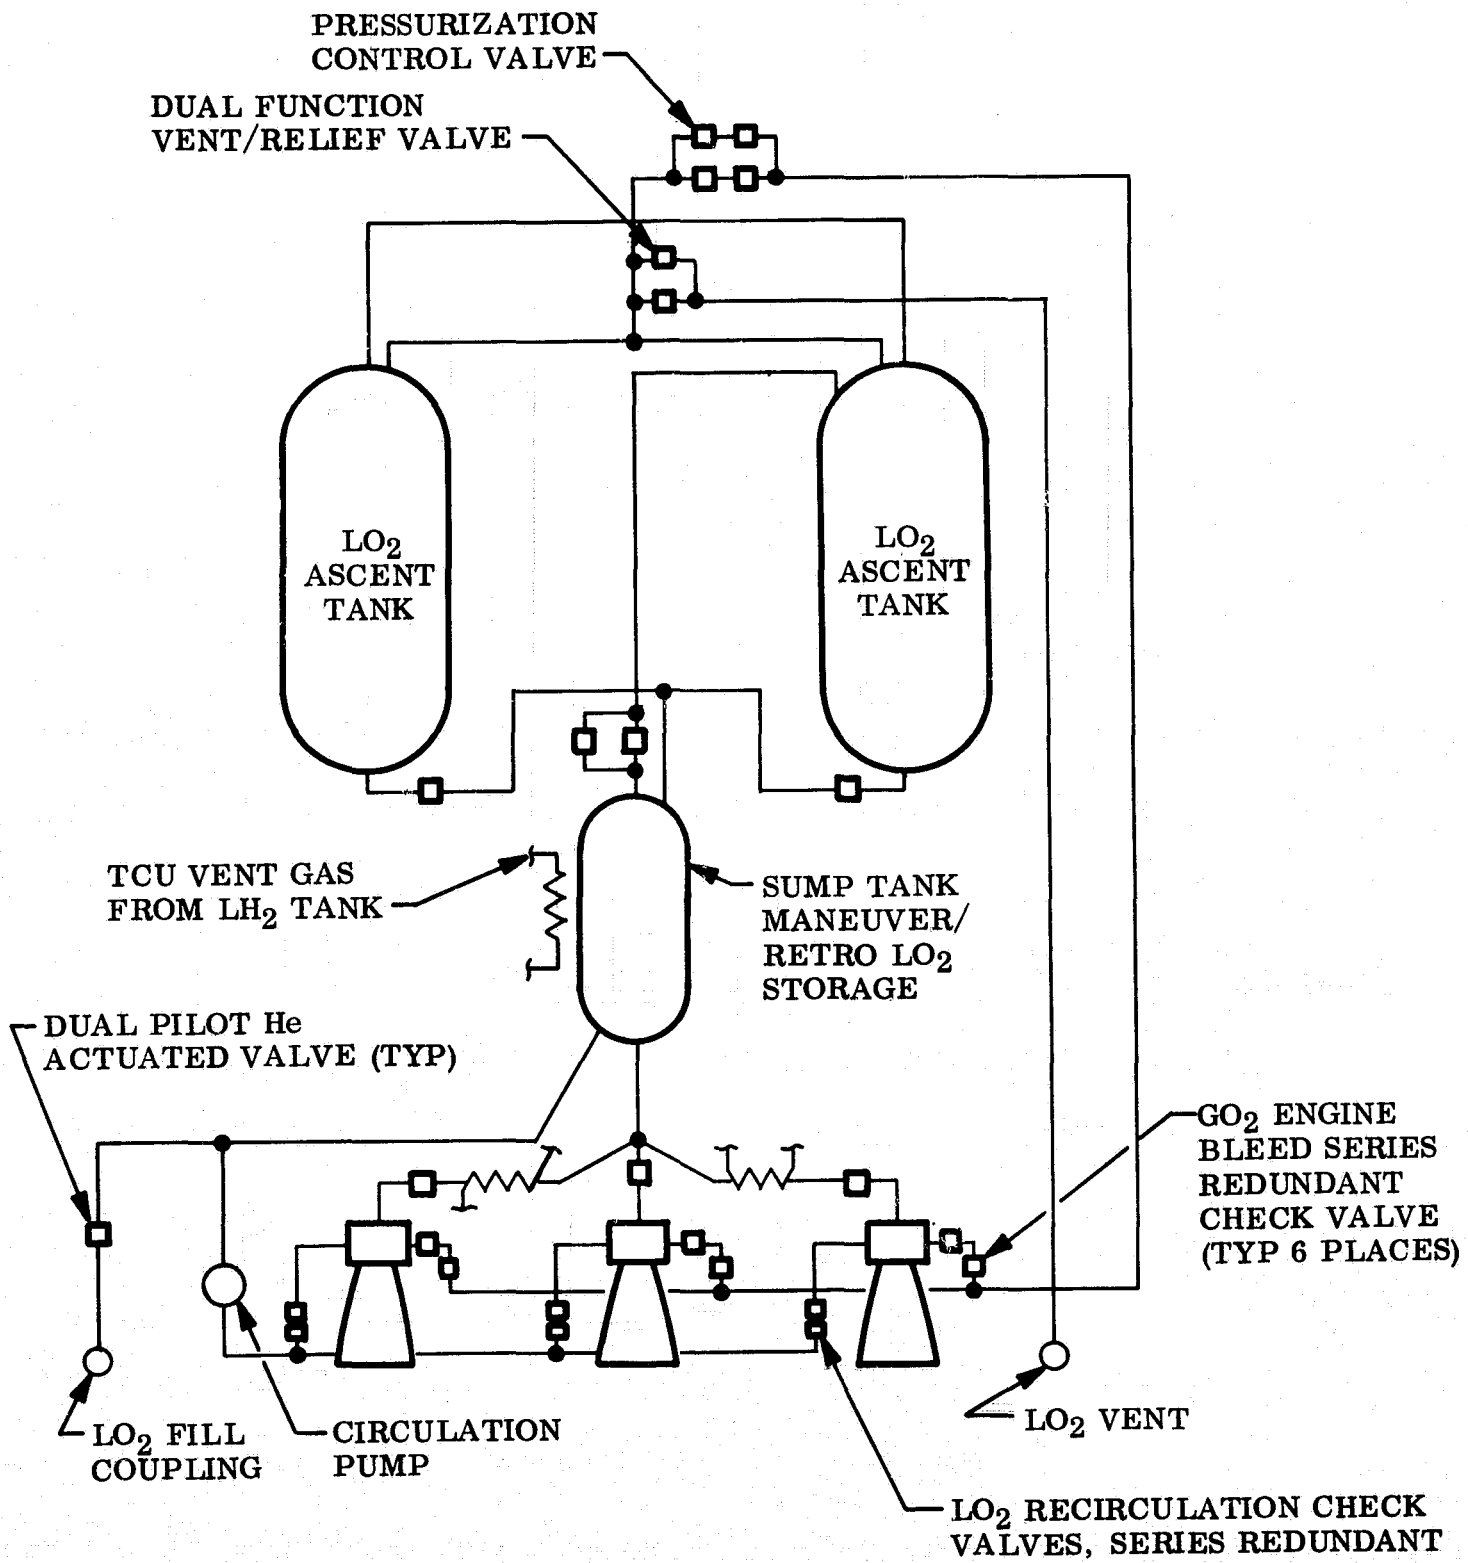 PRESSURIZATION
CONTROL VALVE
DUAL FUNCTION
VENT/RELIEF VALVE
LO2
ASCENT
TANK
LO2
ASCENT
TANK
TCU VENT GAS
FROM LH2 TANK
SUMP TANK
MANEUVER/
RETRO LO2
STORAGE
DUAL PILOT He
ACTUATED VALVE (TYP)
GO2 ENGINE
BLEED SERIES
REDUNDANT
CHECK VALVE
(TYP 6 PLACES)
LO2 FILL
COUPLING
CIRCULATION
PUMP
LO2 VENT
LO2 RECIRCULATION CHECK
VALVES, SERIES REDUNDANT